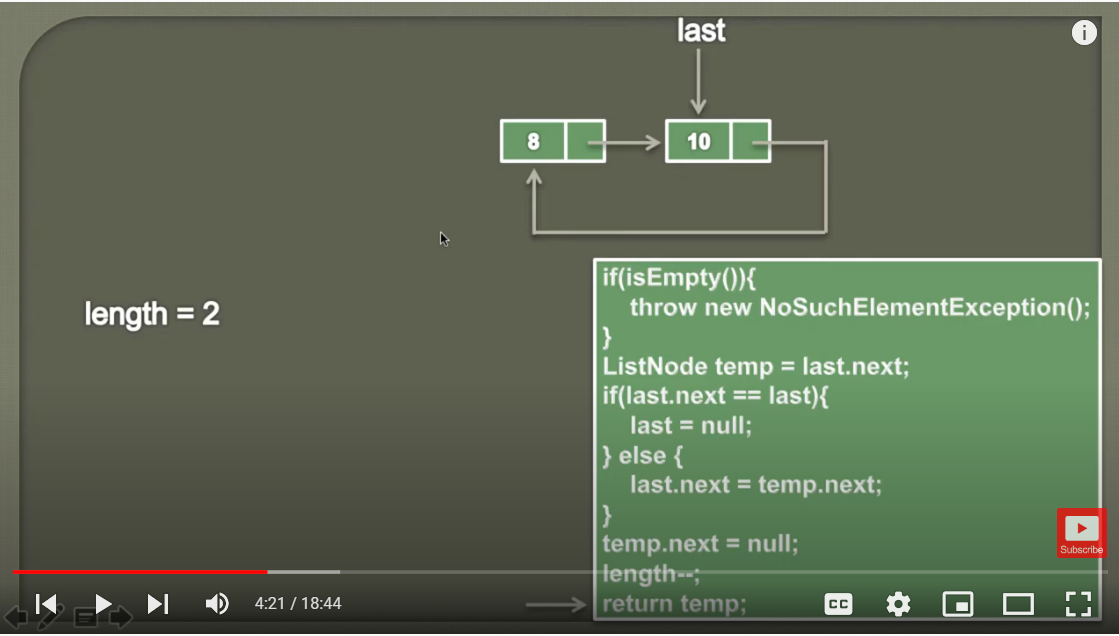 last
8
10
length = 2
if(isEmpty()){
throw new NoSuchElementException();
}
ListNode temp = last.next;
if(last.next == last){
last = null;
} else {
last.next = temp.next;
}
temp.next = null;
length--;
return temp;
Subscribe
4:21 / 18:44
CC
i